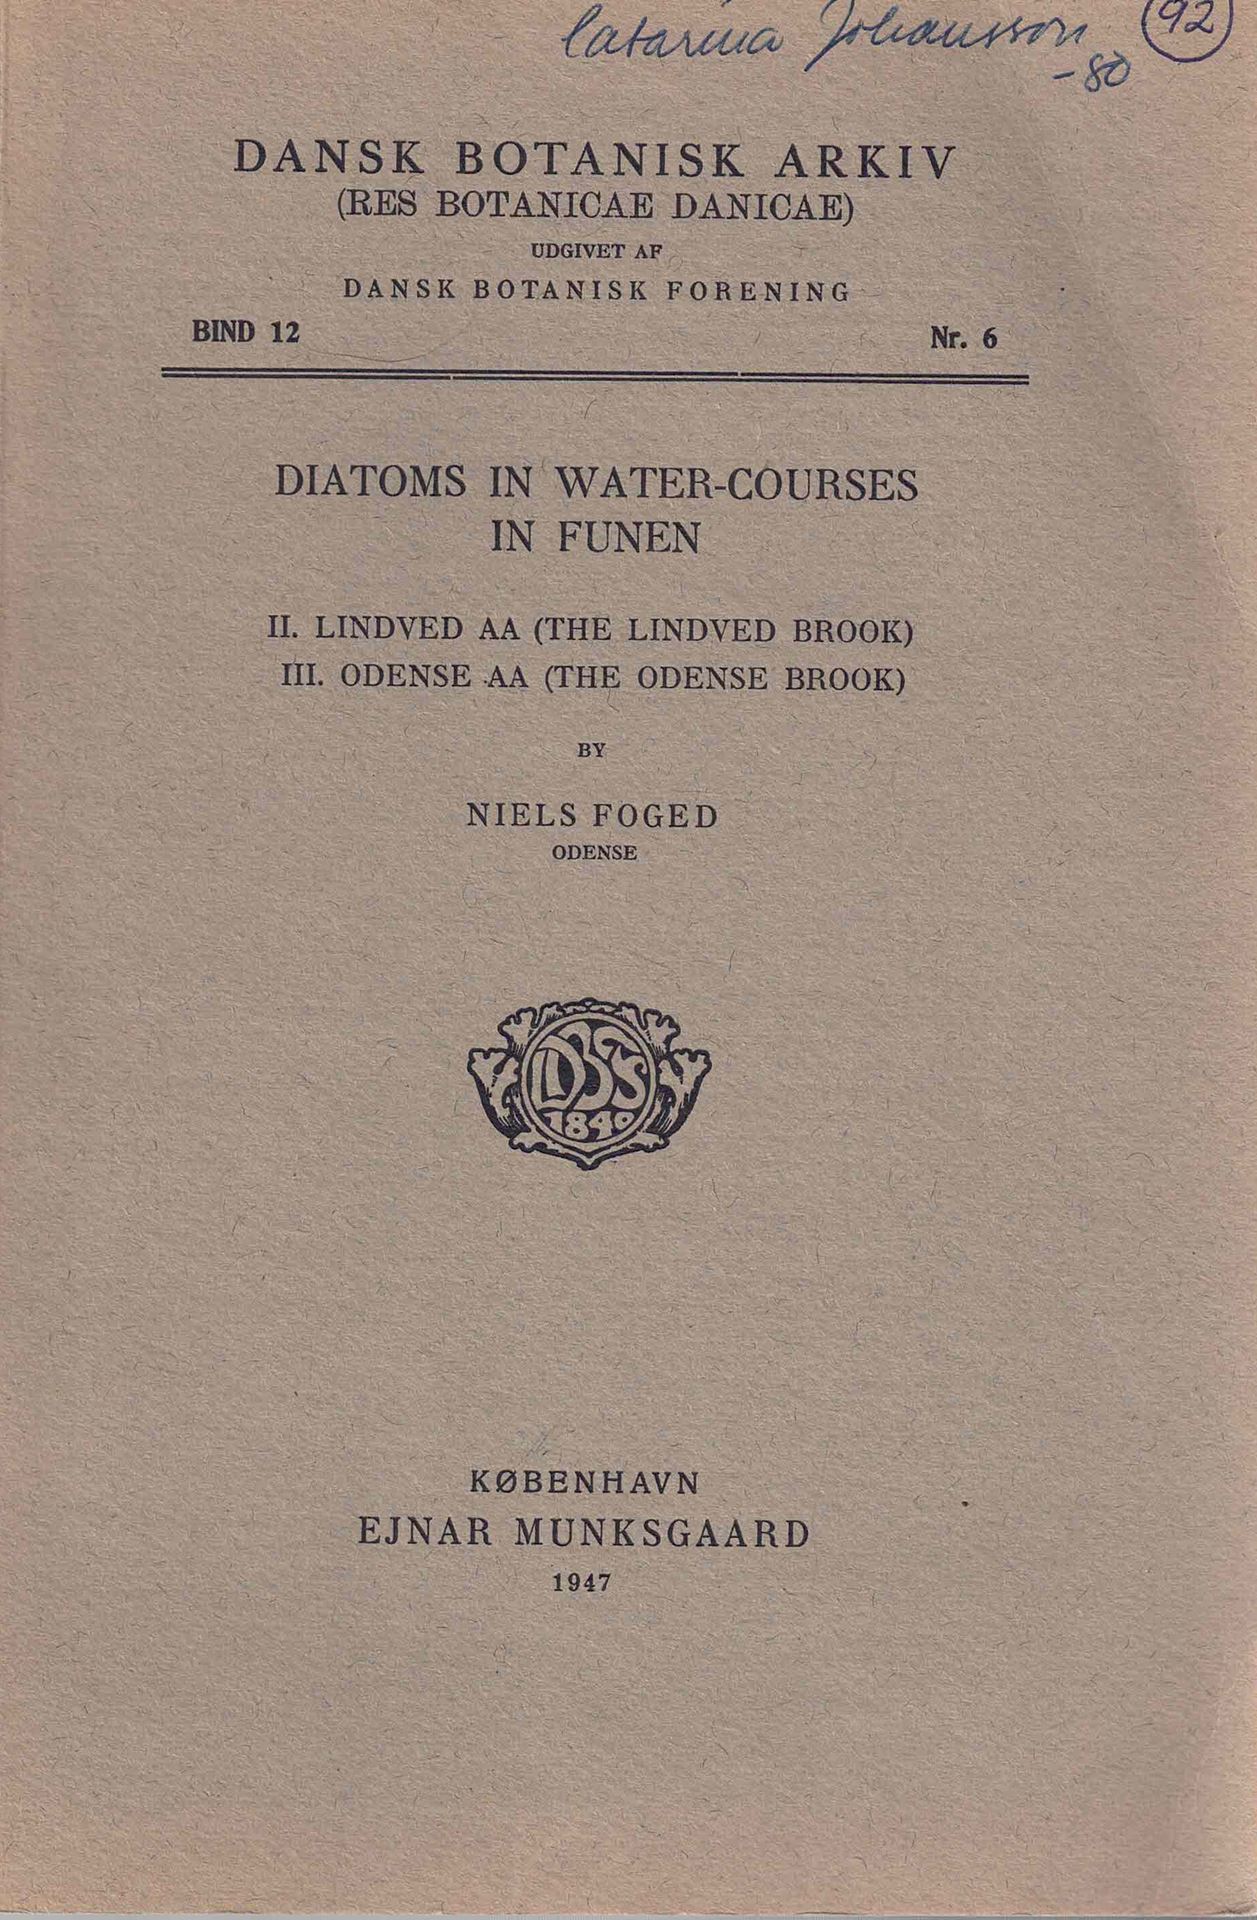 Catarina Johansson 92
-80
DANSK BOTANISK ARKIV
(RES BOTANICAE DANICAE)
UDGIVET AF
DANSK BOTANISK FORENING
BIND 12 Nr. 6
DIATOMS IN WATER-COURSES
IN FUNEN
II. LINDVED AA (THE LINDVED BROOK)
III. ODENSE AA (THE ODENSE BROOK)
BY
NIELS FOGED
ODENSE
DBF
1840
KØBENHAVN
EJNAR MUNKSGAARD
1947